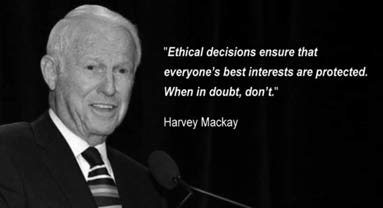 "Ethical decisions ensure that
everyone's best interests are protected.
When in doubt, don't."
Harvey Mackay